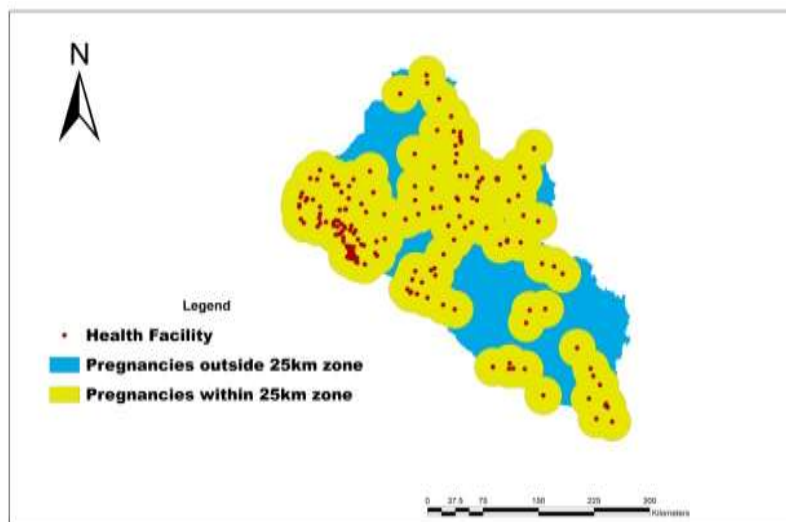 N
Legend
Health Facility
Pregnancies outside 25km zone
Pregnancies within 25km zone
0 37.5 75 150 225 300
Kilometers